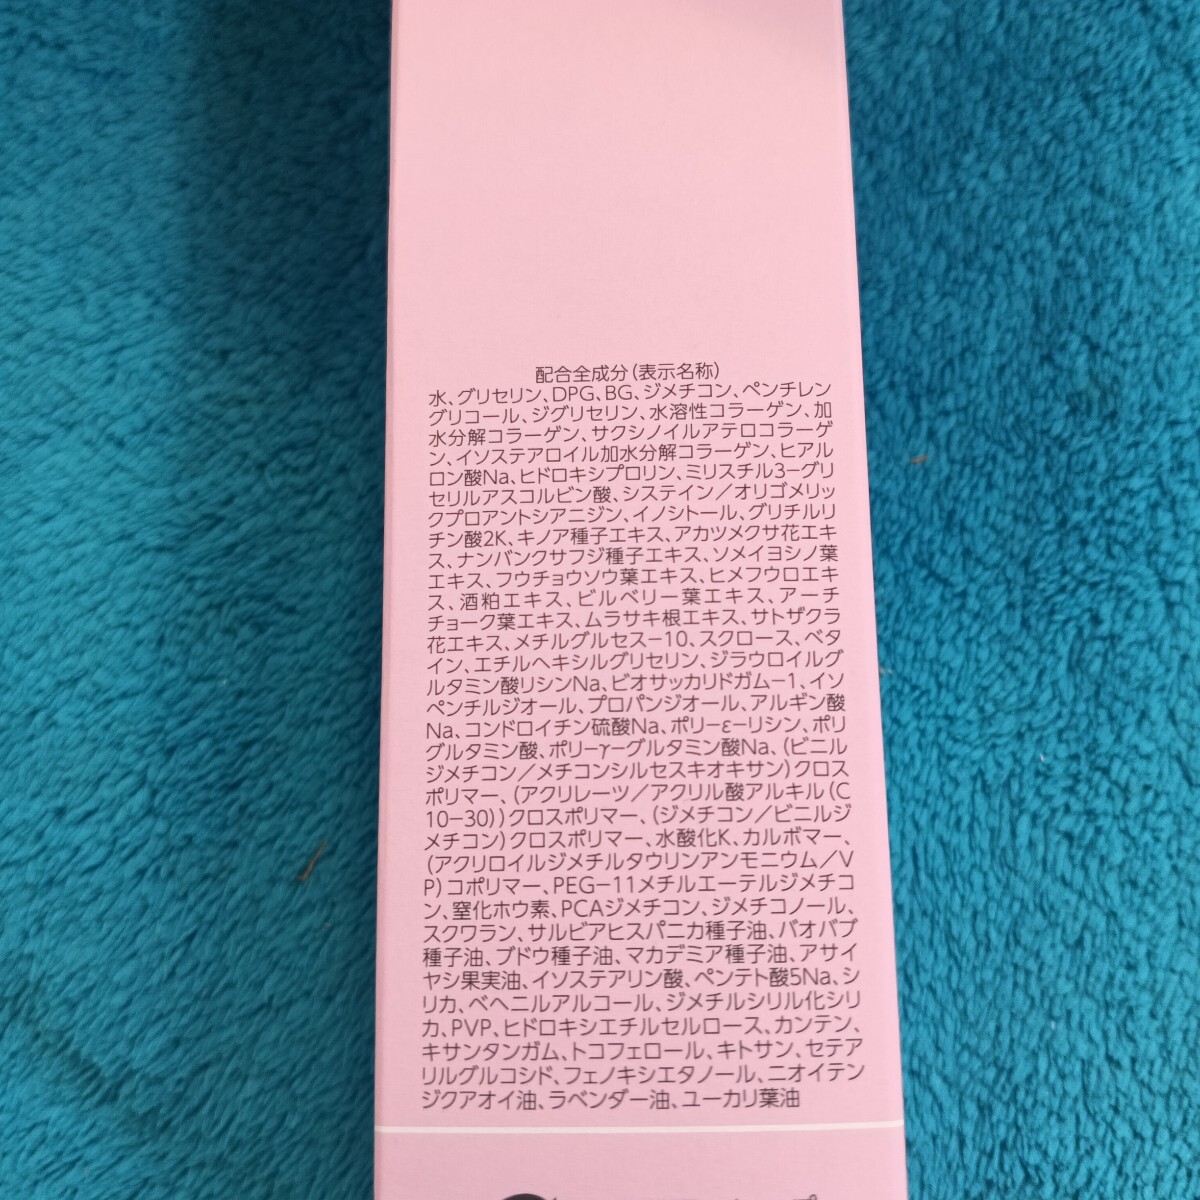 配合全成分(表示名称)
水、グリセリン、DPG、BG、ジメチコン、ペンチレン
グリコール、ジグリセリン、水溶性コラーゲン、加
水分解コラーゲン、サクシノイルアテロコラーゲ
ン、イソステアロイル加水分解コラーゲン、ヒアル
ロン酸Na、ヒドロキシプロリン、ミリスチル3-グリ
セリルアスコルビン酸、システイン/オリゴメリッ
クプロアントシアニジン、イノシトール、グリチルリ
チン酸2K、キノア種子エキス、アカツメクサ花エキ
ス、ナンバンクサフジ種子エキス、ソメイヨシノ葉
エキス、フウチョウソウ葉エキス、ヒメフウロエキ
ス、酒粕エキス、ビルベリー葉エキス、アーチ
チョーク葉エキス、ムラサキ根エキス、サトザクラ
花エキス、メチルグルセス-10、スクロース、ベタ
イン、エチルヘキシルグリセリン、ジラウロイルグ
ルタミン酸リシンNa、ビオサッカリドガム-1、イソ
ペンチルジオール、プロパンジオール、アルギン酸
Na、コンドロイチン硫酸Na、ポリ-ε-リシン、ポリ
グルタミン酸、ポリ-γ-グルタミン酸Na、(ビニル
ジメチコン/メチコンシルセスキオキサン)クロス
ポリマー、(アクリレーツ/アクリル酸アルキル(C
10-30))クロスポリマー、(ジメチコン/ビニルジ
メチコン)クロスポリマー、水酸化K、カルボマー、
(アクリロイルジメチルタウリンアンモニウム/V
P)コポリマー、PEG-11メチルエーテルジメチコ
ン、窒化ホウ素、PCAジメチコン、ジメチコノール、
スクワラン、サルビアヒスパニカ種子油、バオバブ
種子油、ブドウ種子油、マカデミア種子油、アサイ
ヤシ果実油、イソステアリン酸、ペンテト酸5Na、シ
リカ、ベヘニルアルコール、ジメチルシリル化シリ
カ、PVP、ヒドロキシエチルセルロース、カンテン、
キサンタンガム、トコフェロール、キトサン、セテア
リルグルコシド、フェノキシエタノール、ニオイテン
ジクアオイ油、ラベンダー油、ユーカリ葉油